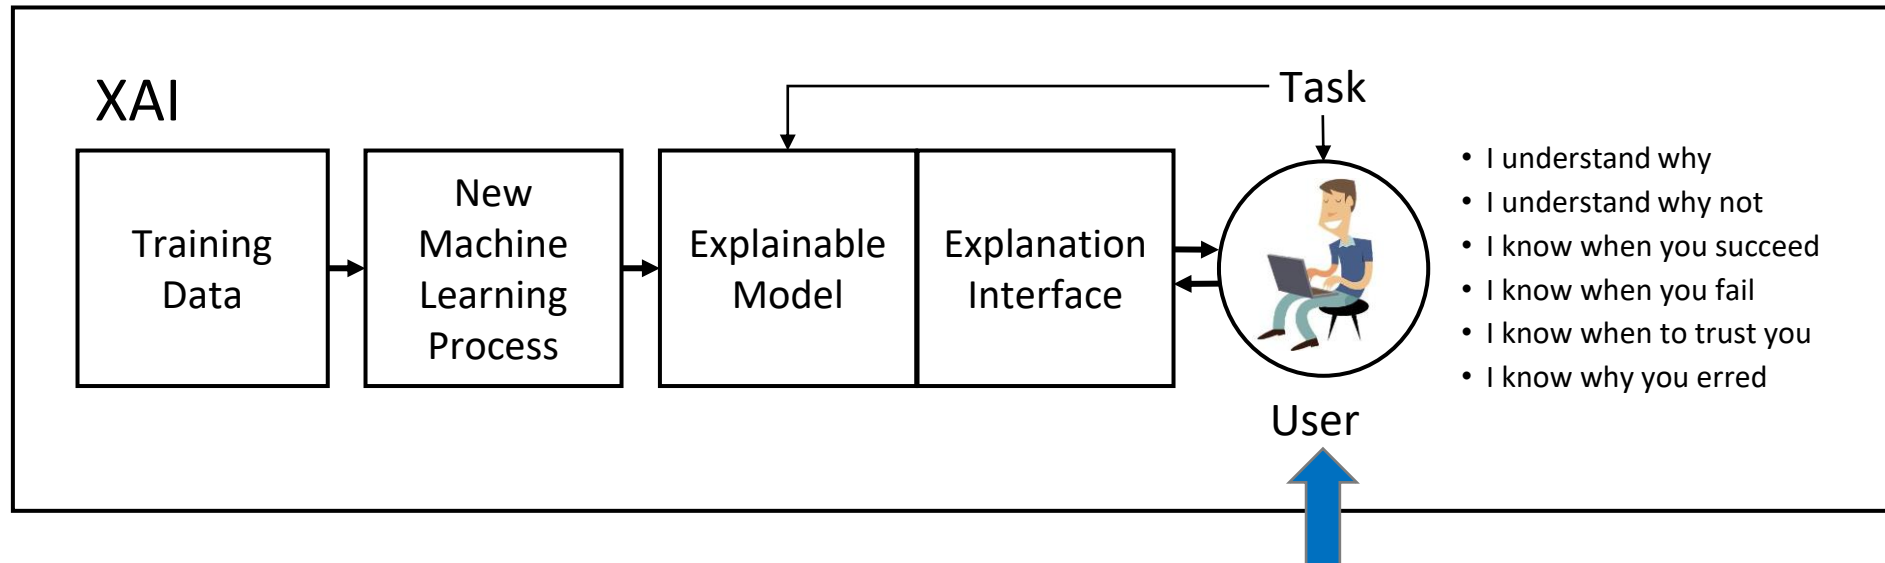 XAI
Task
Training
Data
New
Machine
Learning
Process
Explainable
Model
Explanation
Interface
User
• I understand why
• I understand why not
• I know when you succeed
• I know when you fail
• I know when to trust you
• I know why you erred